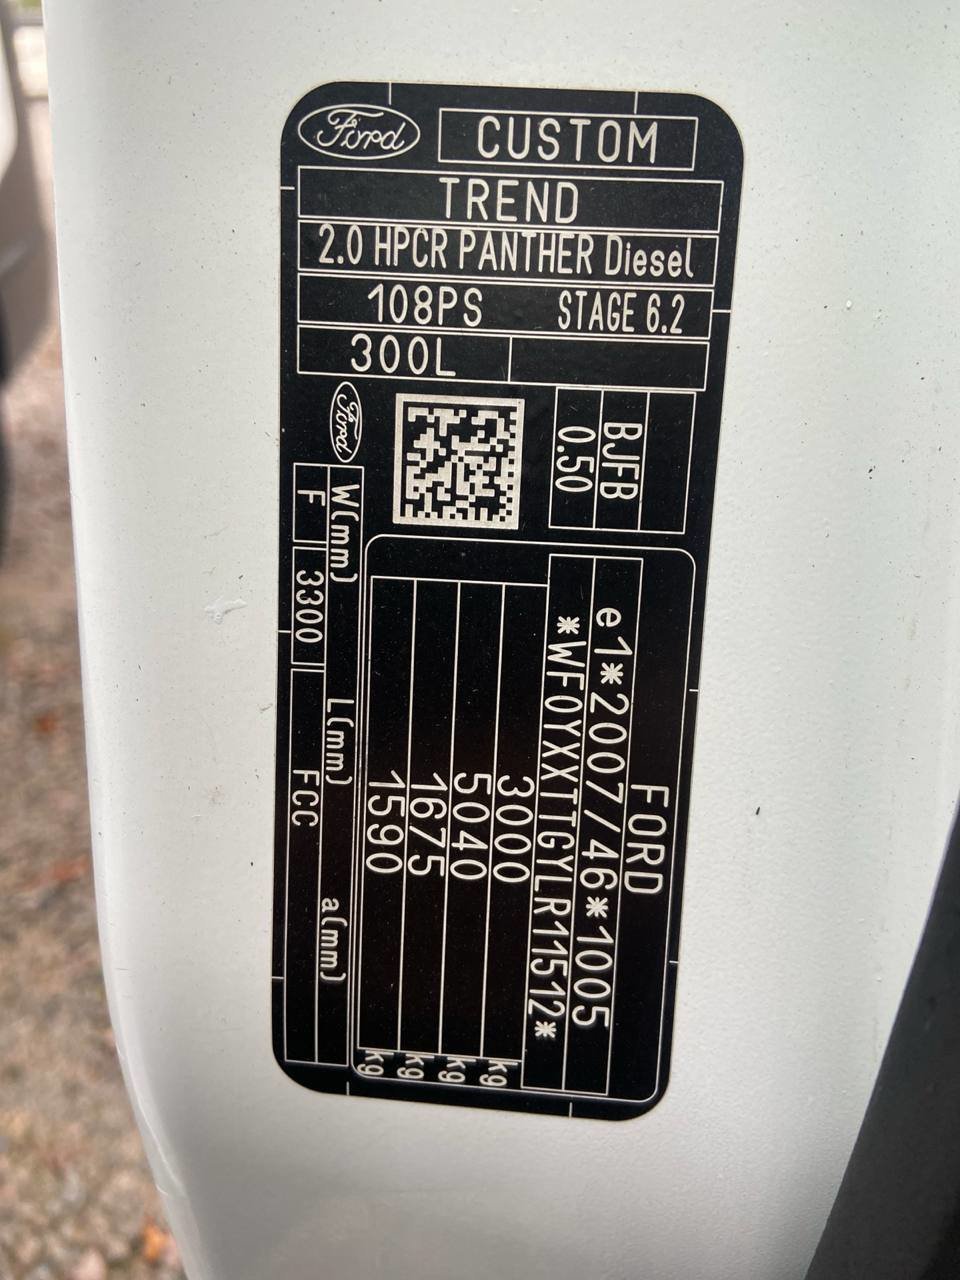 Ford
CUSTOM
TREND
2.0 HPCR PANTHER Diesel
108PS STAGE 6.2
300L
Ford
BJFB
0.50
FORD
e1*2007/46*1005
*WF0YXXTTGYLR11512*
3000 kg
5040 kg
1675 kg
1590 kg
W(mm) L(mm) a(mm)
F 3300 FCC